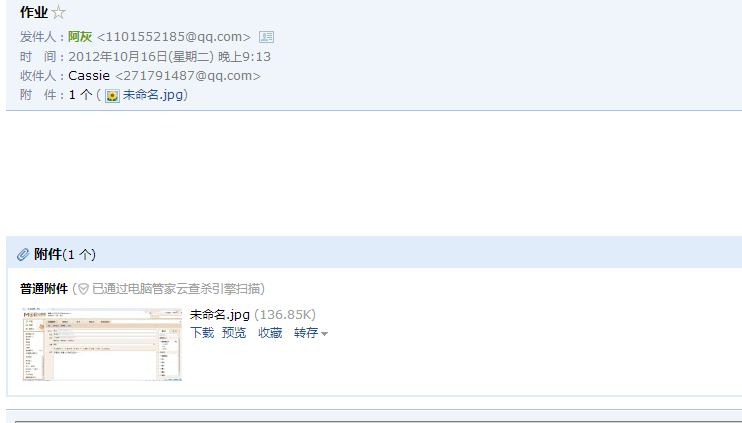 作业
发件人：阿灰 <1101552185@qq.com>
时　间：2012年10月16日(星期二) 晚上9:13
收件人：Cassie <271791487@qq.com>
附　件：1 个 ( 未命名.jpg)
附件(1 个)
普通附件 (已通过电脑管家云查杀引擎扫描)
未命名.jpg (136.85K)
下载 预览 收藏 转存